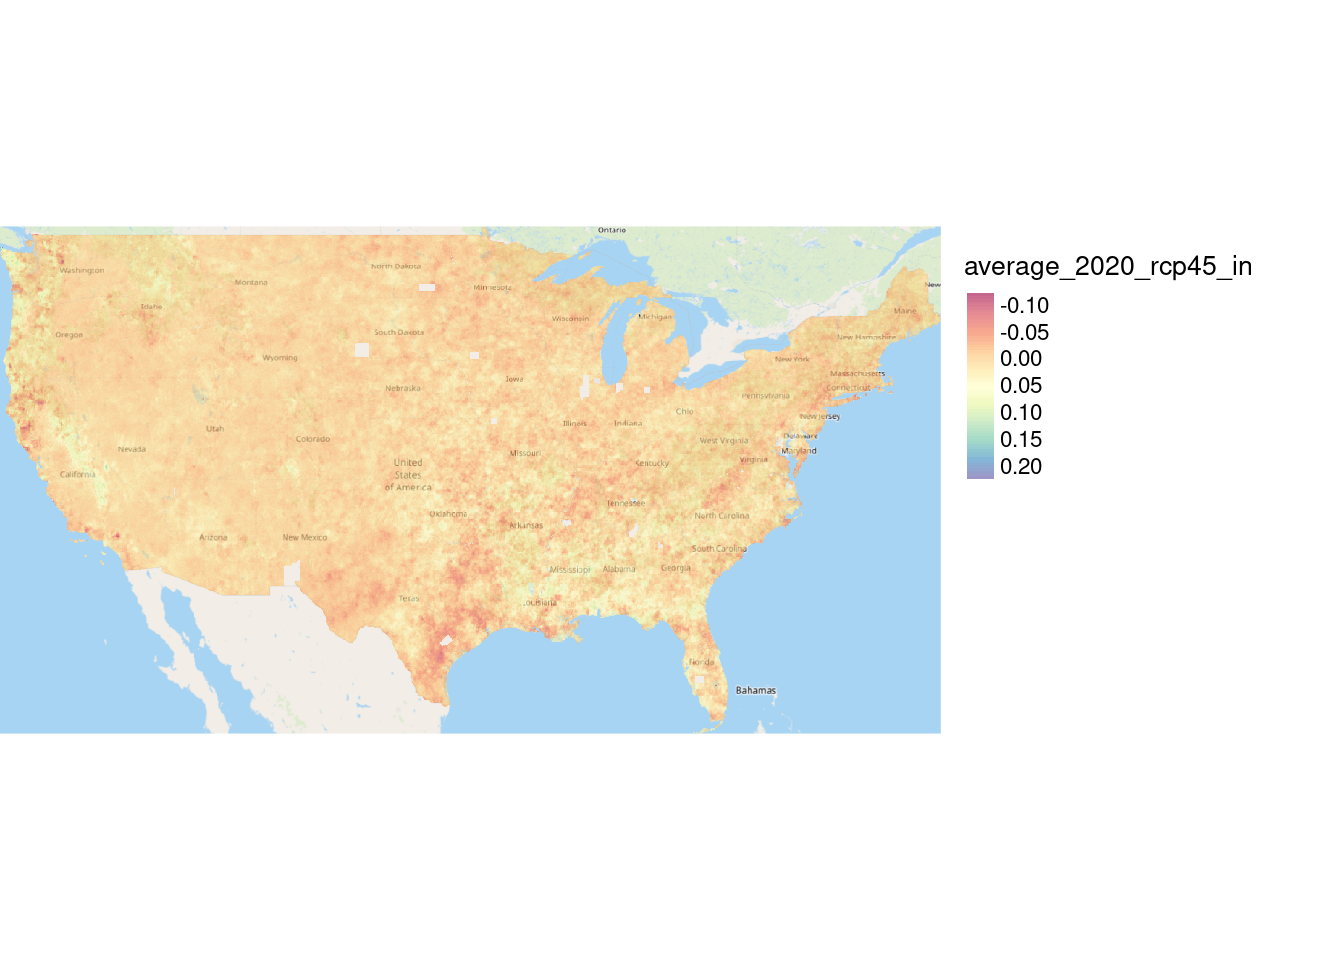 Ontario
New
Washington
North Dakota
Montana
Minnesota
Idaho
Maine
Wisconsin
Michigan
Oregon
South Dakota
New Hampshire
Wyoming
New York
Massachusetts
Iowa
Nebraska
Connecticut
Pennsylvania
Ohio
New Jersey
Illinois
Indiana
Utah
Colorado
West Virginia
Delaware
Nevada
Missouri
Maryland
Kentucky
Virginia
United
States
of America
California
Tennessee
Oklahoma
North Carolina
Arkansas
Arizona
New Mexico
South Carolina
Mississippi
Alabama
Georgia
Texas
Louisiana
Florida
Bahamas
average_2020_rcp45_in
-0.10
-0.05
0.00
0.05
0.10
0.15
0.20